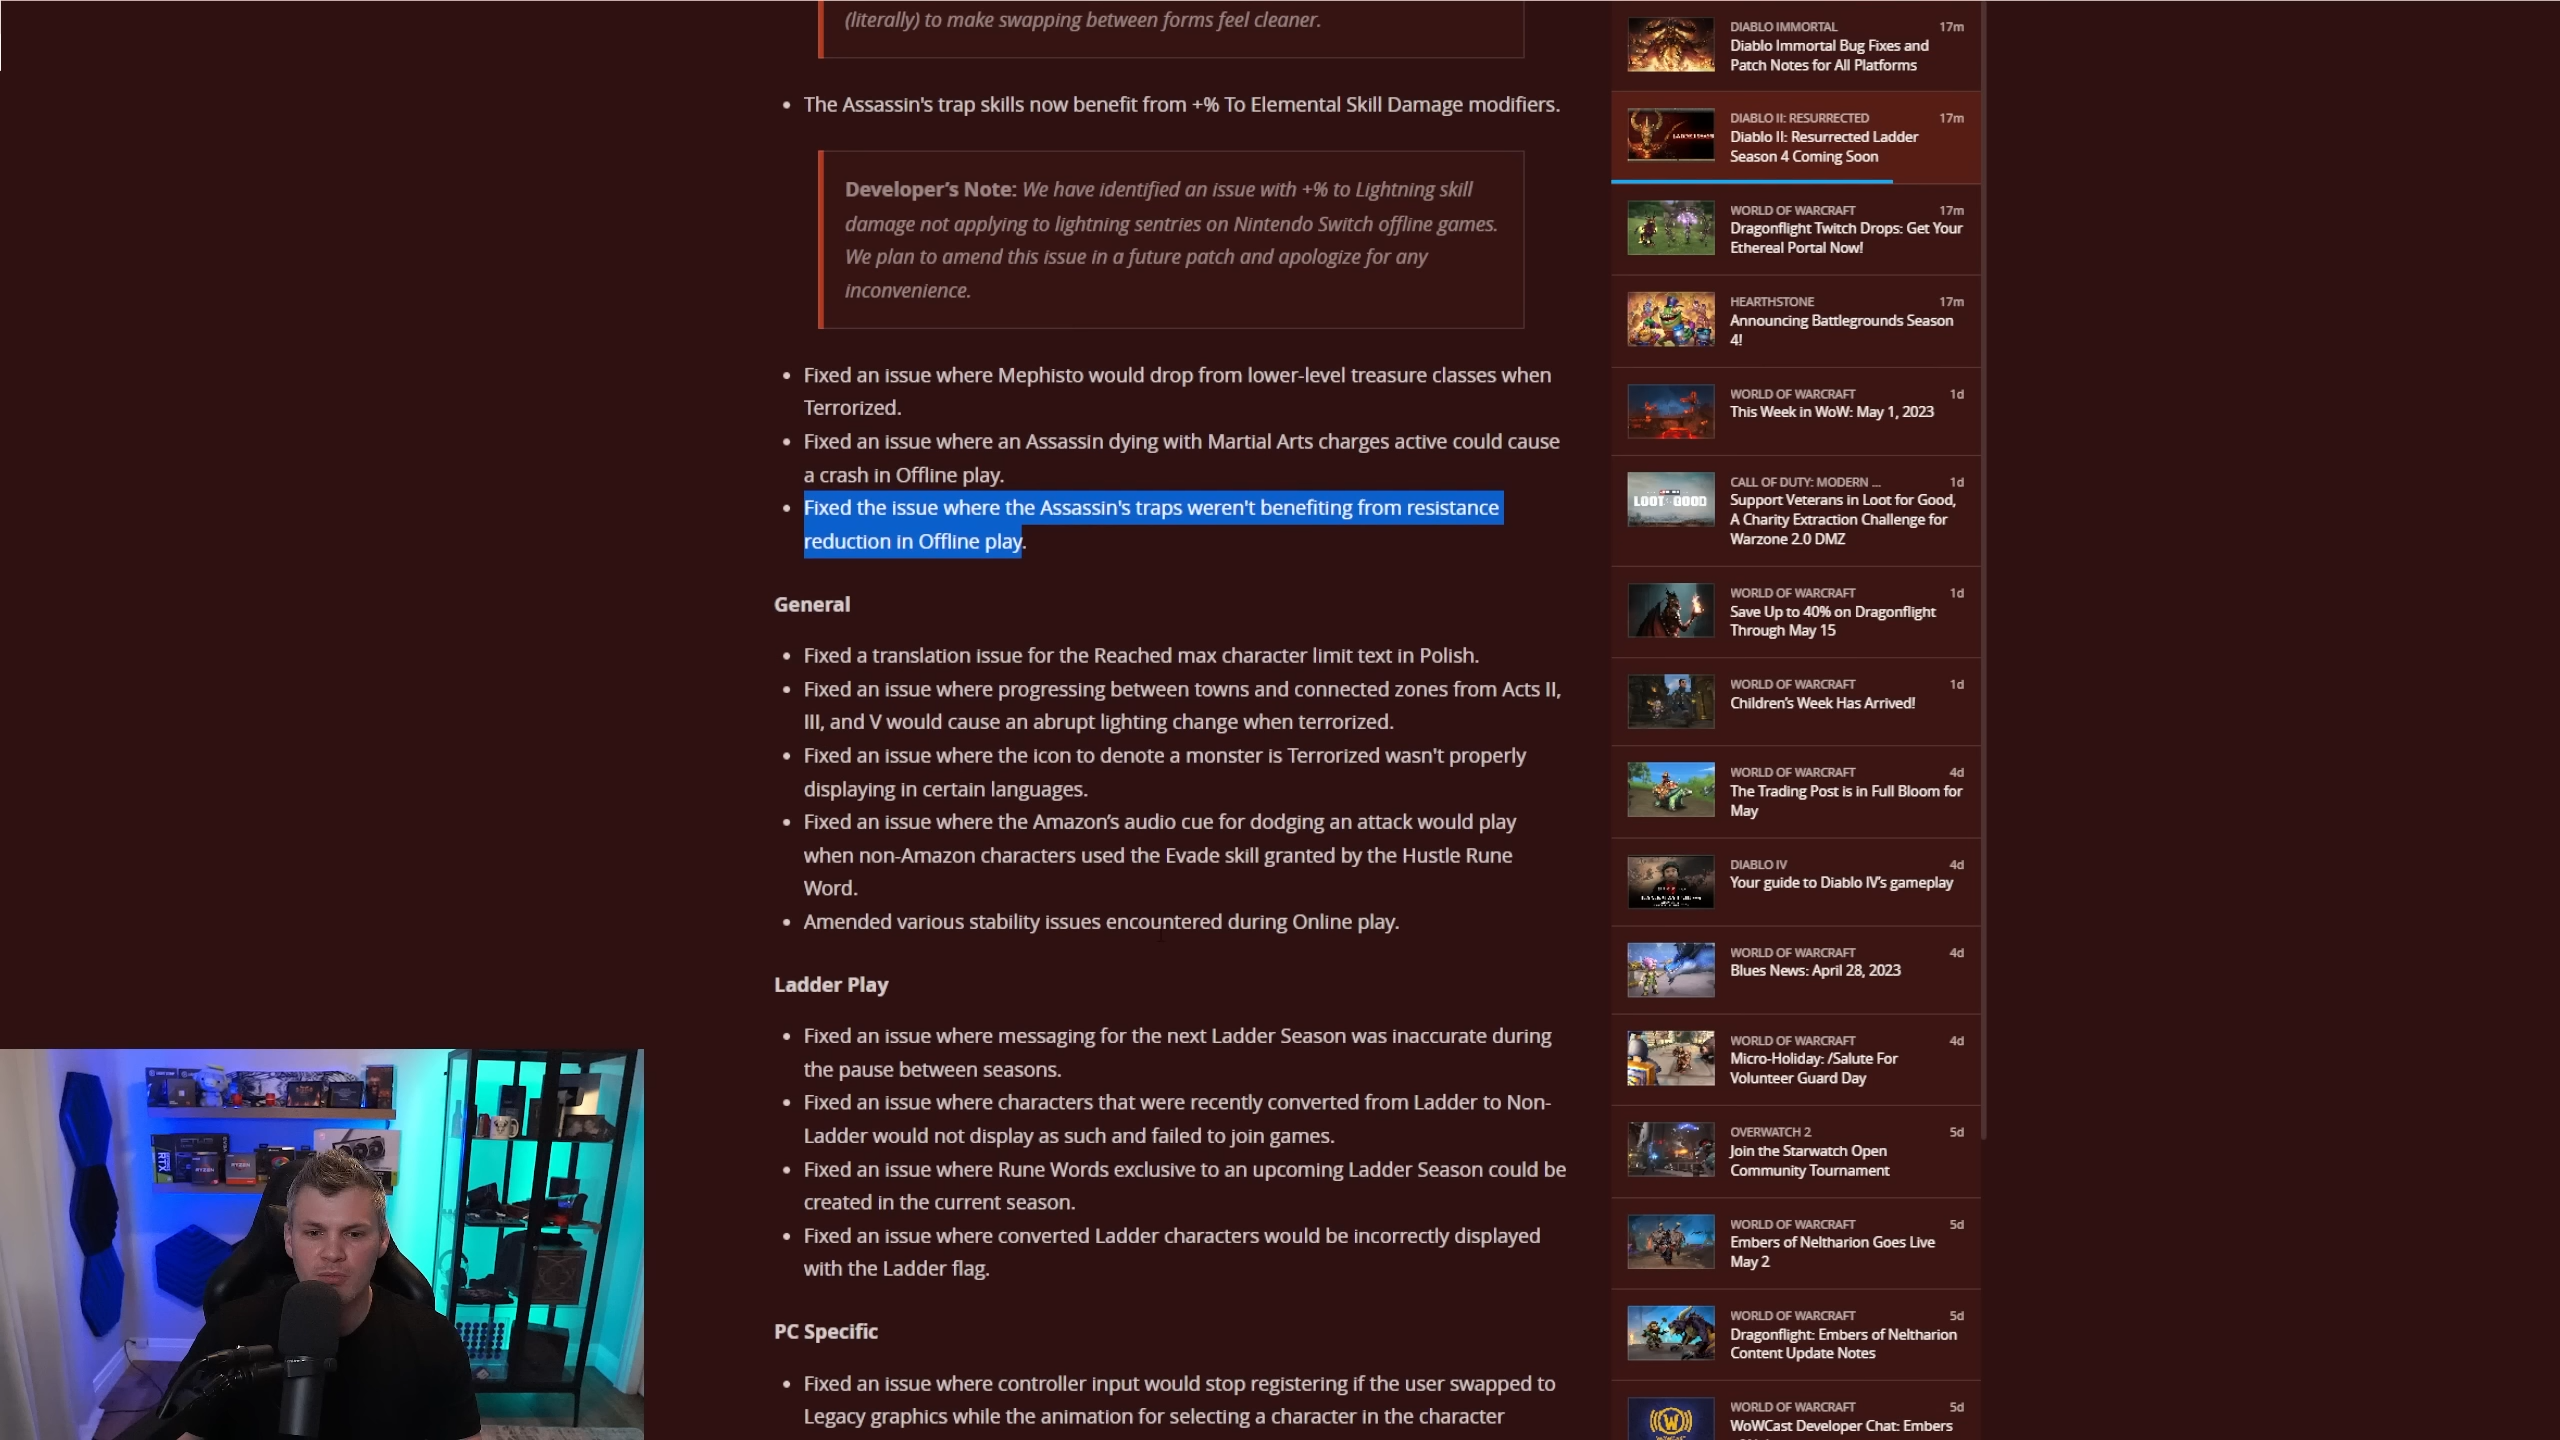 (literally) to make swapping between forms feel cleaner.
• The Assassin's trap skills now benefit from +% To Elemental Skill Damage modifiers.
Developer's Note: We have identified an issue with +% to Lightning skill
damage not applying to lightning sentries on Nintendo Switch offline games.
We plan to amend this issue in a future patch and apologize for any
inconvenience.
• Fixed an issue where Mephisto would drop from lower-level treasure classes when
Terrorized.
• Fixed an issue where an Assassin dying with Martial Arts charges active could cause
a crash in Offline play.
• Fixed the issue where the Assassin's traps weren't benefiting from resistance
reduction in Offline play.
General
• Fixed a translation issue for the Reached max character limit text in Polish.
• Fixed an issue where progressing between towns and connected zones from Acts II,
III, and V would cause an abrupt lighting change when terrorized.
• Fixed an issue where the icon to denote a monster is Terrorized wasn't properly
displaying in certain languages.
• Fixed an issue where the Amazon’s audio cue for dodging an attack would play
when non-Amazon characters used the Evade skill granted by the Hustle Rune
Word.
• Amended various stability issues encountered during Online play.
Ladder Play
• Fixed an issue where messaging for the next Ladder Season was inaccurate during
the pause between seasons.
• Fixed an issue where characters that were recently converted from Ladder to Non-
Ladder would not display as such and failed to join games.
• Fixed an issue where Rune Words exclusive to an upcoming Ladder Season could be
created in the current season.
• Fixed an issue where converted Ladder characters would be incorrectly displayed
with the Ladder flag.
PC Specific
• Fixed an issue where controller input would stop registering if the user swapped to
Legacy graphics while the animation for selecting a character in the character
DIABLO IMMORTAL 17m
Diablo Immortal Bug Fixes and
Patch Notes for All Platforms
DIABLO II: RESURRECTED 17m
Diablo II: Resurrected Ladder
Season 4 Coming Soon
WORLD OF WARCRAFT 17m
Dragonflight Twitch Drops: Get Your
Ethereal Portal Now!
HEARTHSTONE 17m
Announcing Battlegrounds Season
4!
WORLD OF WARCRAFT 1d
This Week in WoW: May 1, 2023
LOOT GOOD
CALL OF DUTY: MODERN ... 1d
Support Veterans in Loot for Good,
A Charity Extraction Challenge for
Warzone 2.0 DMZ
WORLD OF WARCRAFT 1d
Save Up to 40% on Dragonflight
Through May 15
WORLD OF WARCRAFT 1d
Children’s Week Has Arrived!
WORLD OF WARCRAFT 4d
The Trading Post is in Full Bloom for
May
DIABLO IV 4d
Your guide to Diablo IV’s gameplay
WORLD OF WARCRAFT 4d
Blues News: April 28, 2023
WORLD OF WARCRAFT 4d
Micro-Holiday: /Salute For
Volunteer Guard Day
OVERWATCH 2 5d
Join the Starwatch Open
Community Tournament
WORLD OF WARCRAFT 5d
Embers of Neltharion Goes Live
May 2
WORLD OF WARCRAFT 5d
Dragonflight: Embers of Neltharion
Content Update Notes
WORLD OF WARCRAFT 5d
WoWCast Developer Chat: Embers
RTX
RYZEN
RYZEN